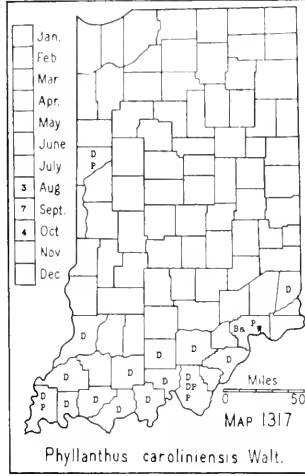 Jan.
Feb
Mar
Apr.
May
June
July
3 Aug
7 Sept.
4 Oct
Nov
Dec
D
P
D
P
Ba
W
D
D
D
D
D
D
D
D
D
DP
P
D
P
D
D
D
D
Miles
0 50
MAP 1317
Phyllanthus caroliniensis Walt.